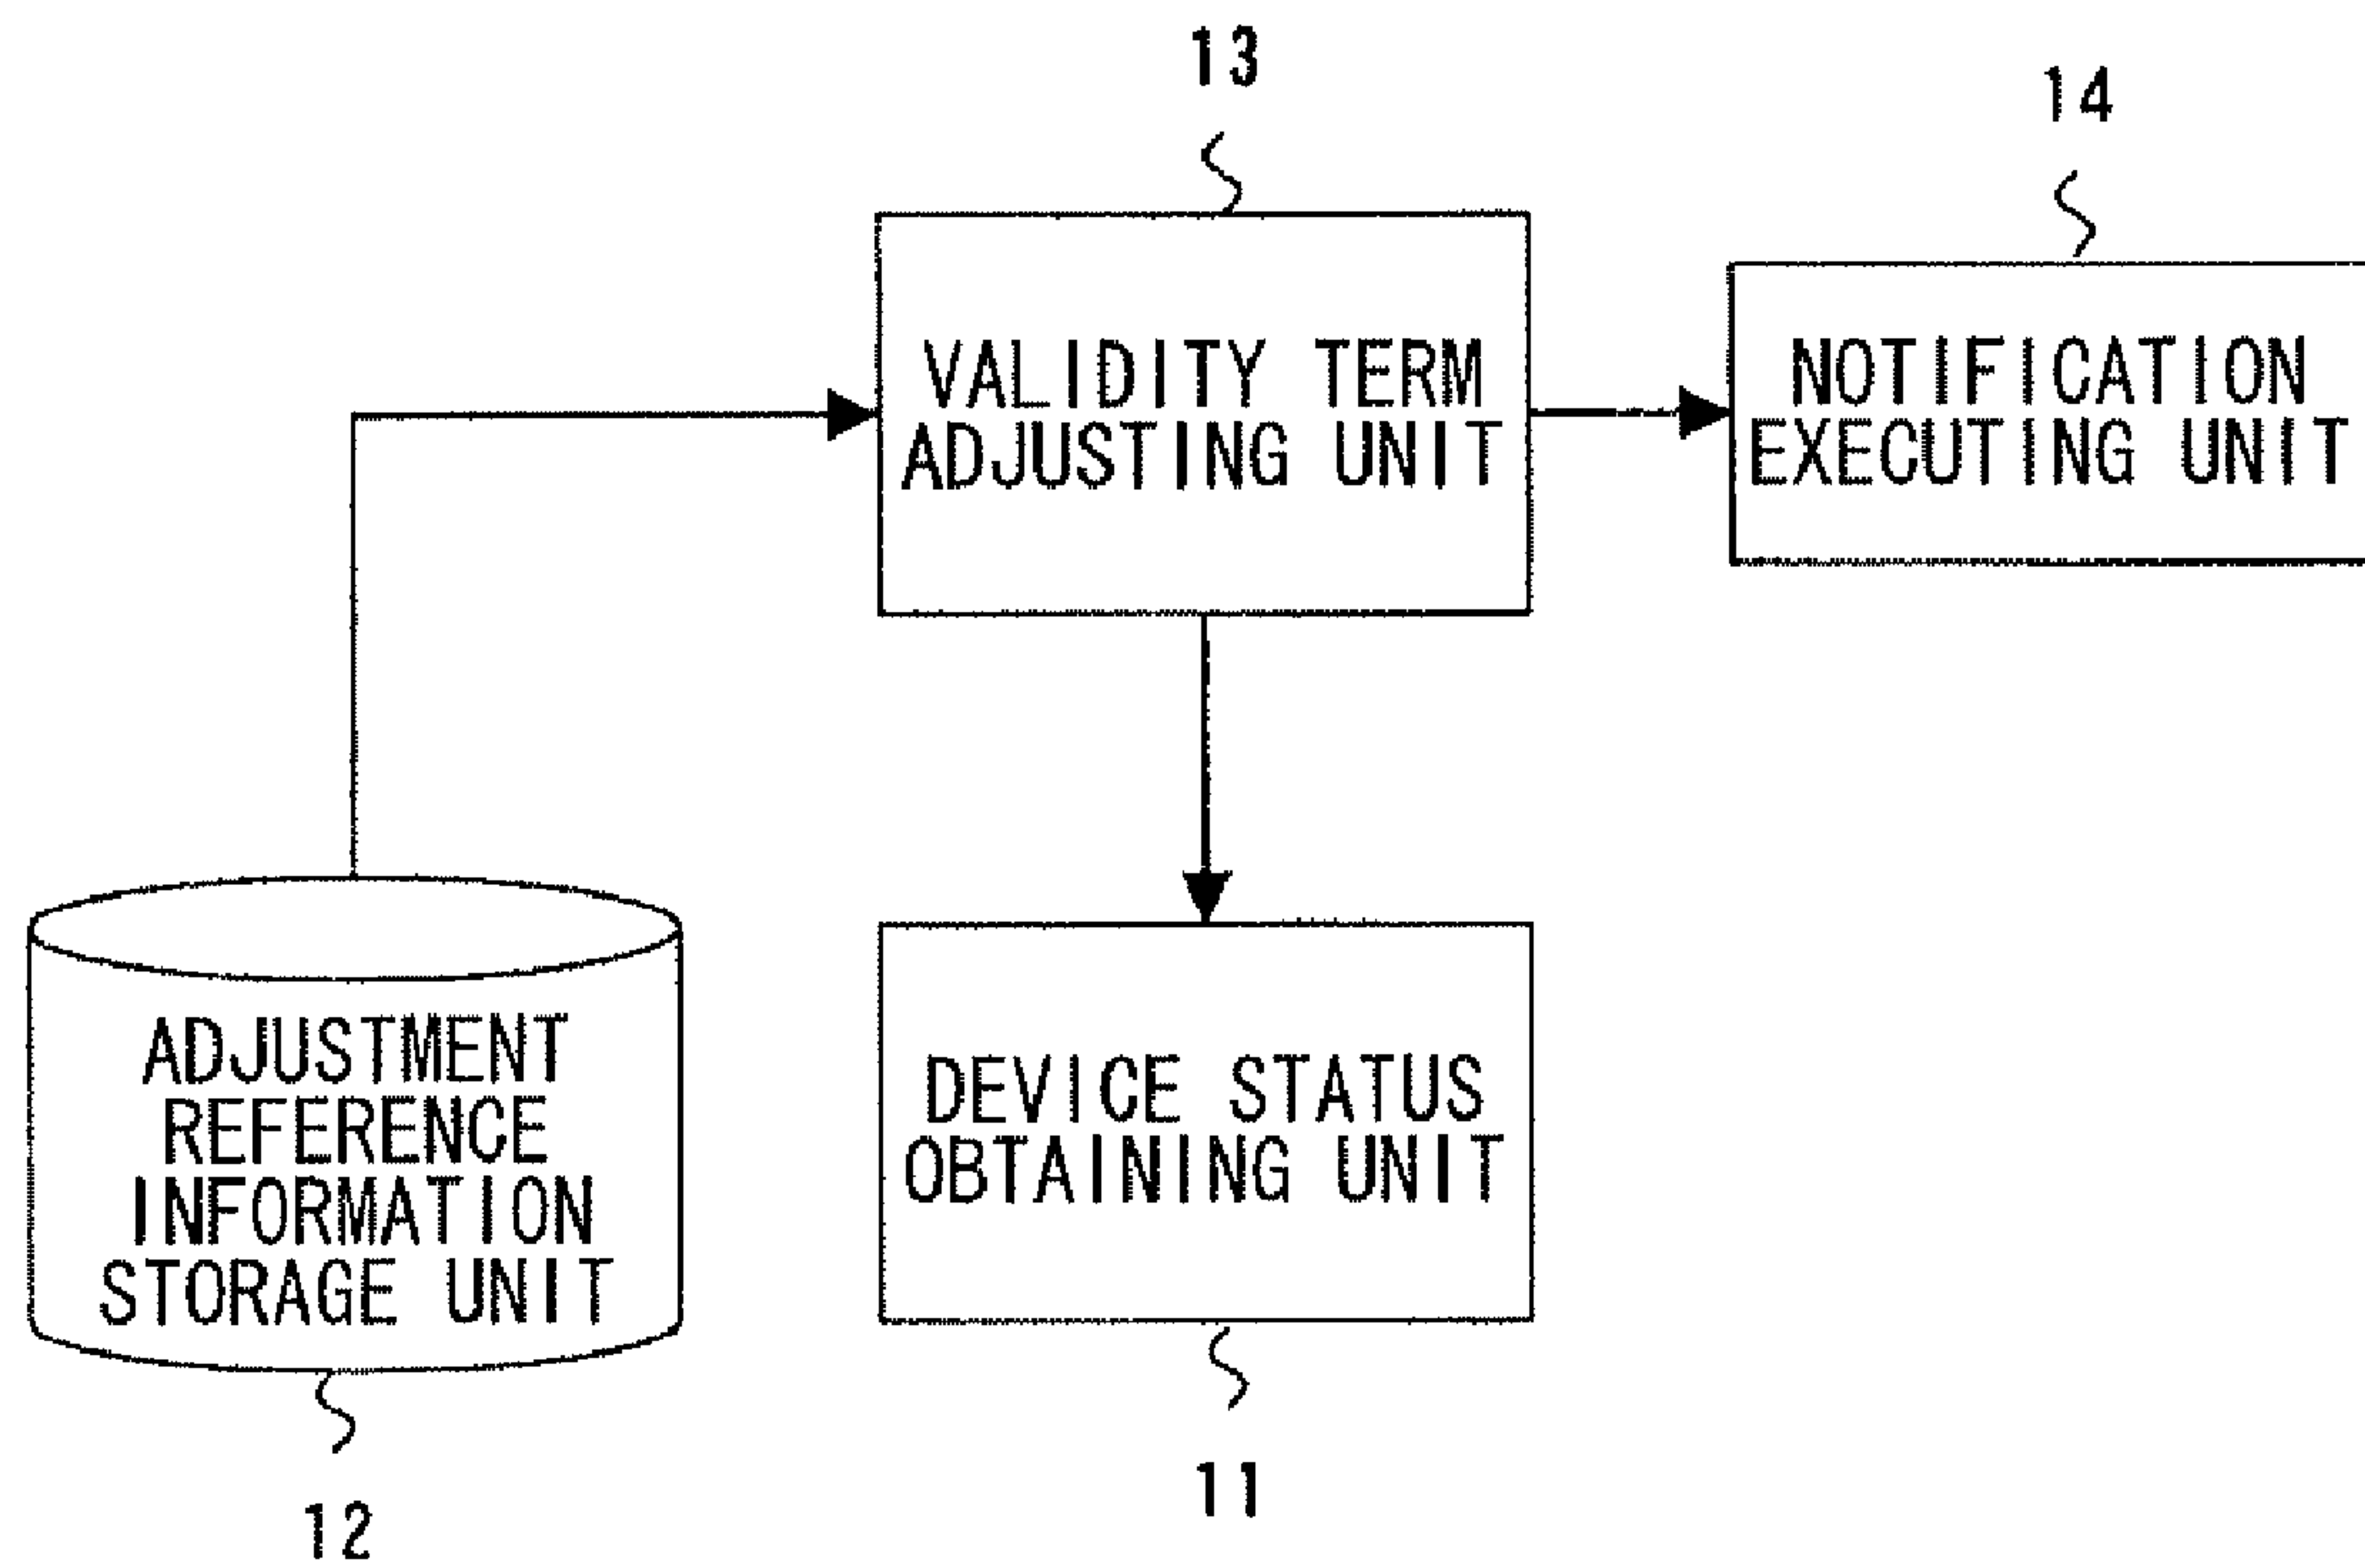 13
14
VALIDITY TERM
ADJUSTING UNIT
NOTIFICATION
EXECUTING UNIT
ADJUSTMENT
REFERENCE
INFORMATION
STORAGE UNIT
DEVICE STATUS
OBTAINING UNIT
11
12